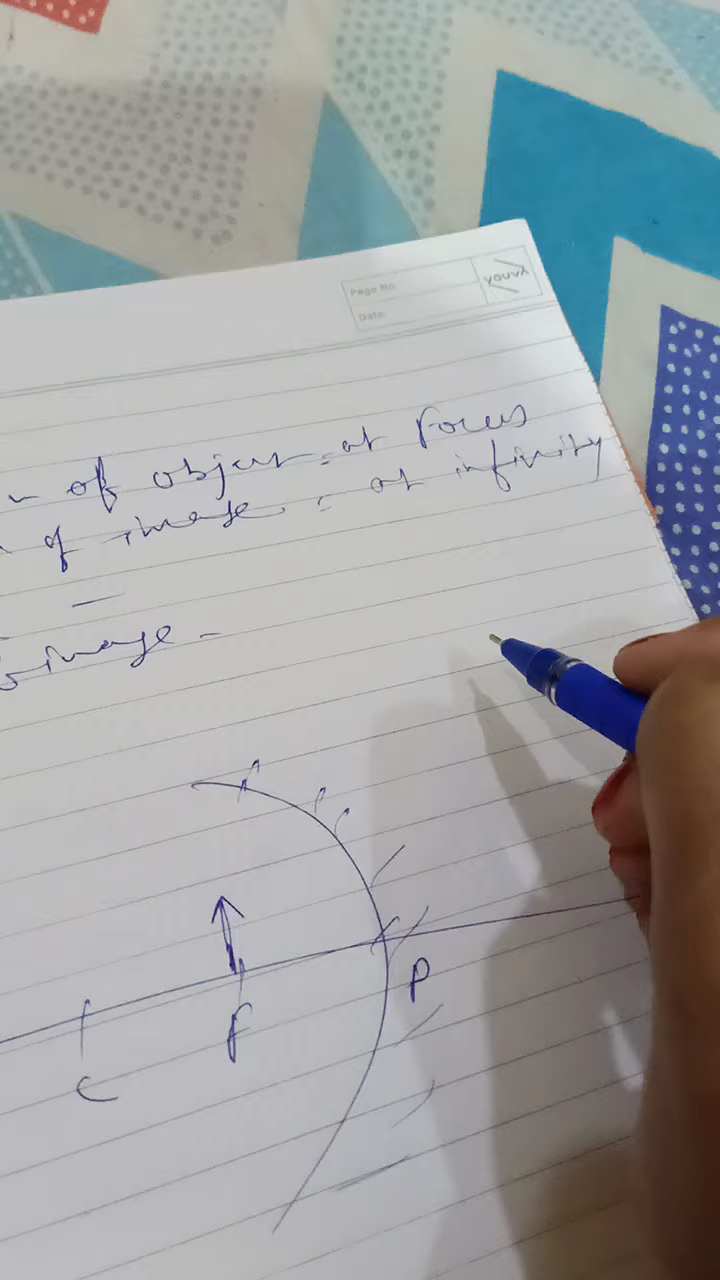 Page No:
youva
Date:
of object : at Focus
of image : at infinity
image -
P
F
C